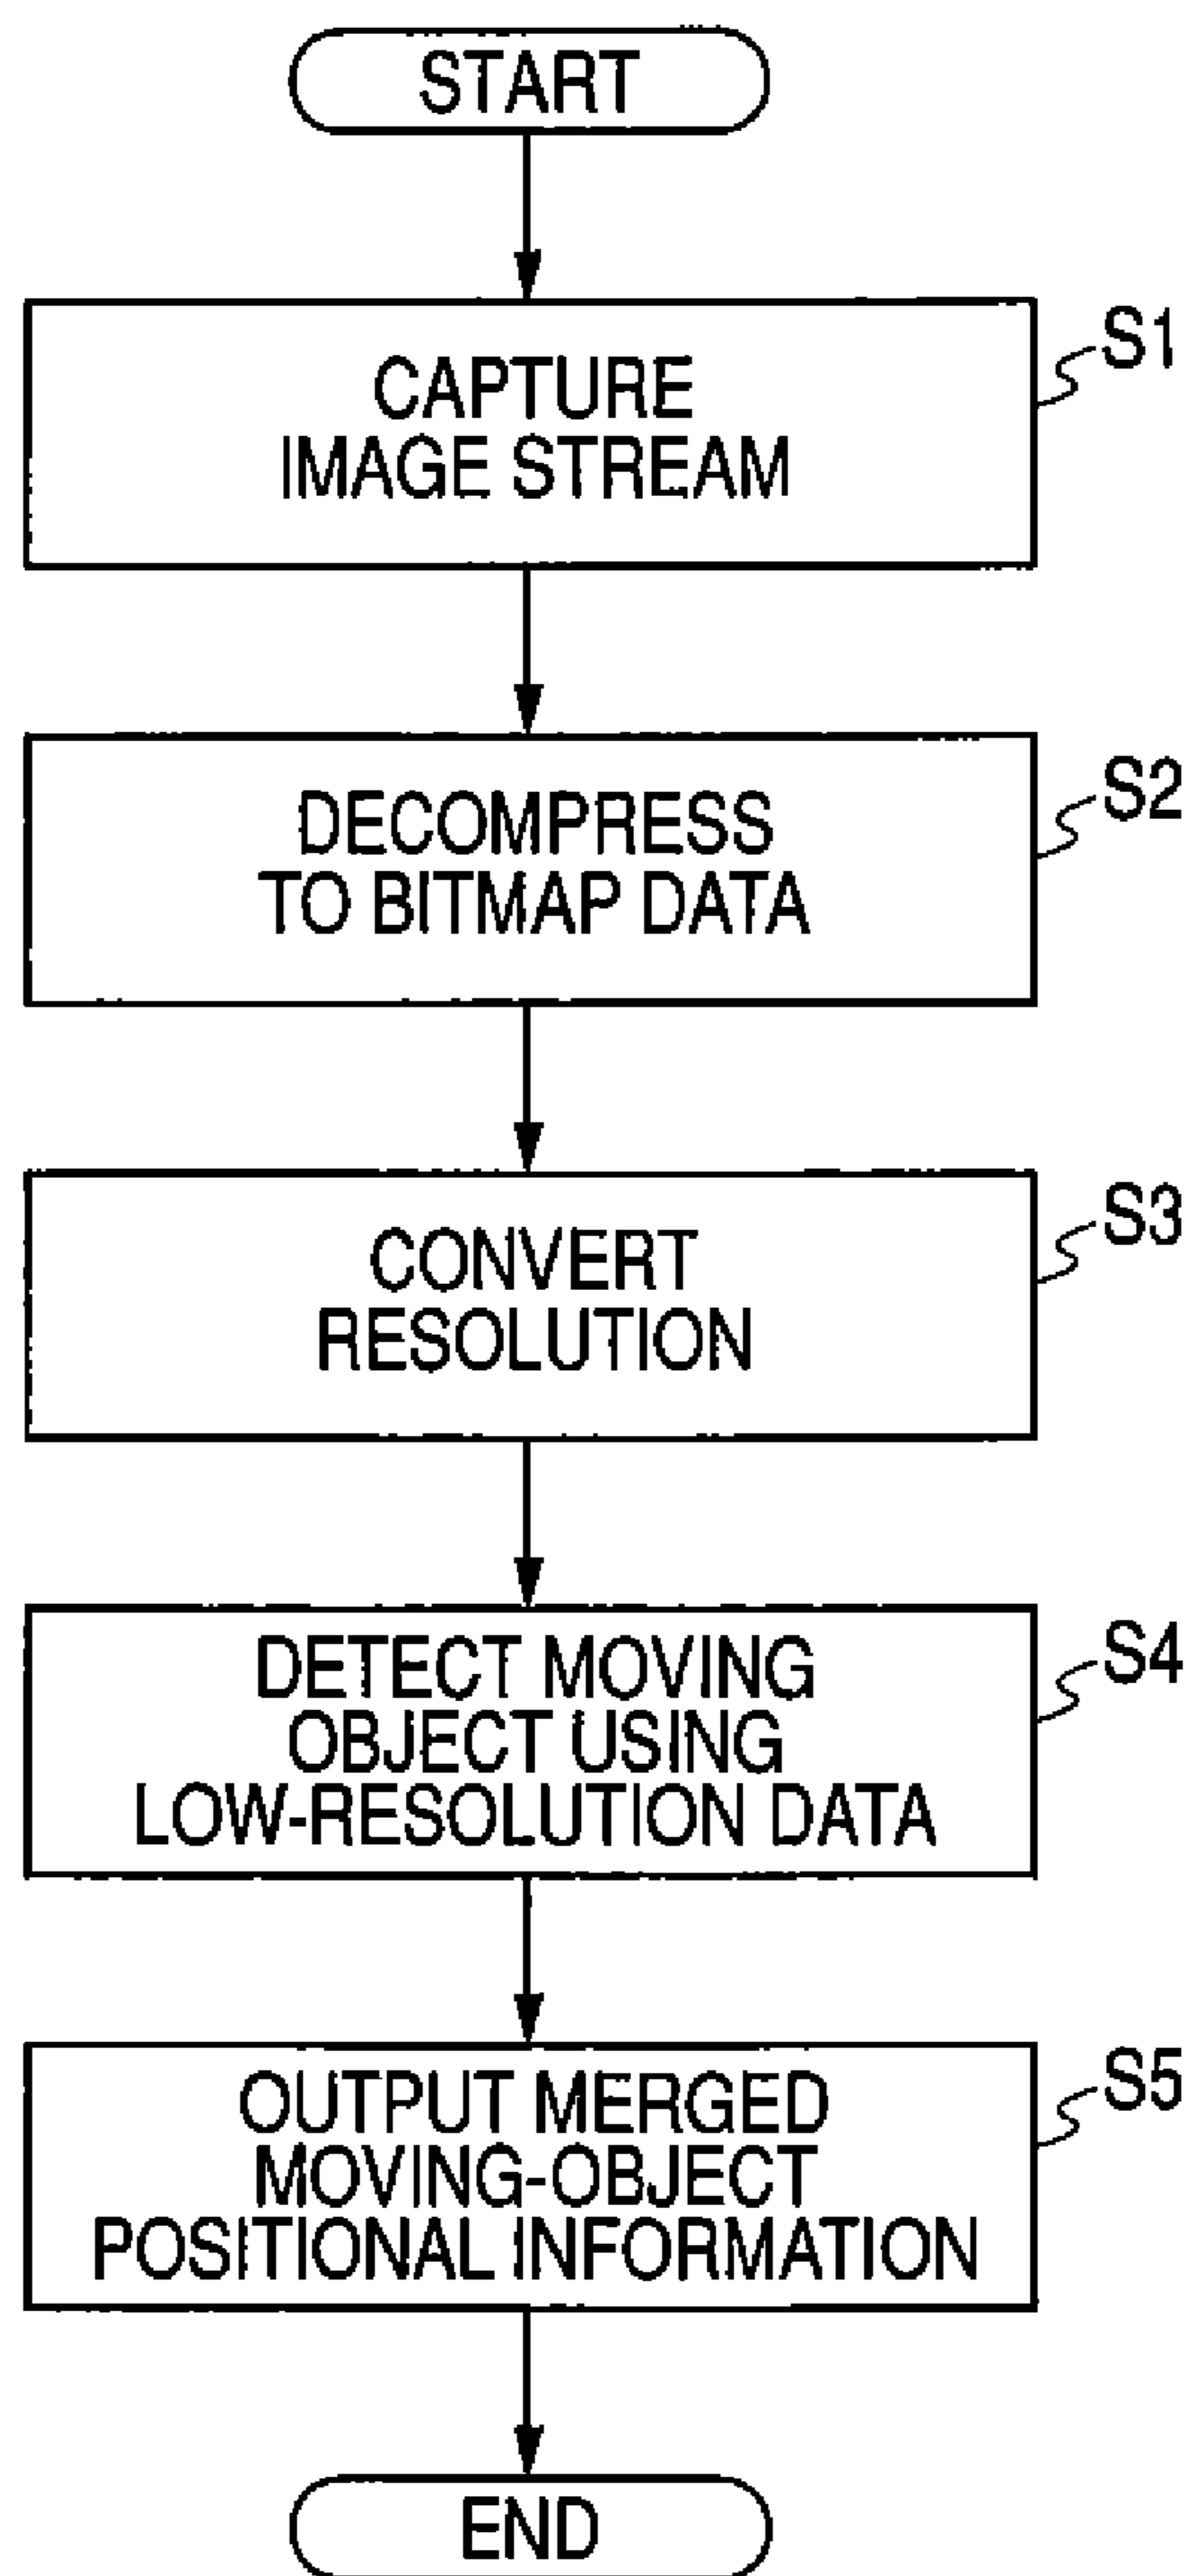 START
CAPTURE
IMAGE STREAM
S1
DECOMPRESS
TO BITMAP DATA
S2
CONVERT
RESOLUTION
S3
DETECT MOVING
OBJECT USING
LOW-RESOLUTION DATA
S4
OUTPUT MERGED
MOVING-OBJECT
POSITIONAL INFORMATION
S5
END